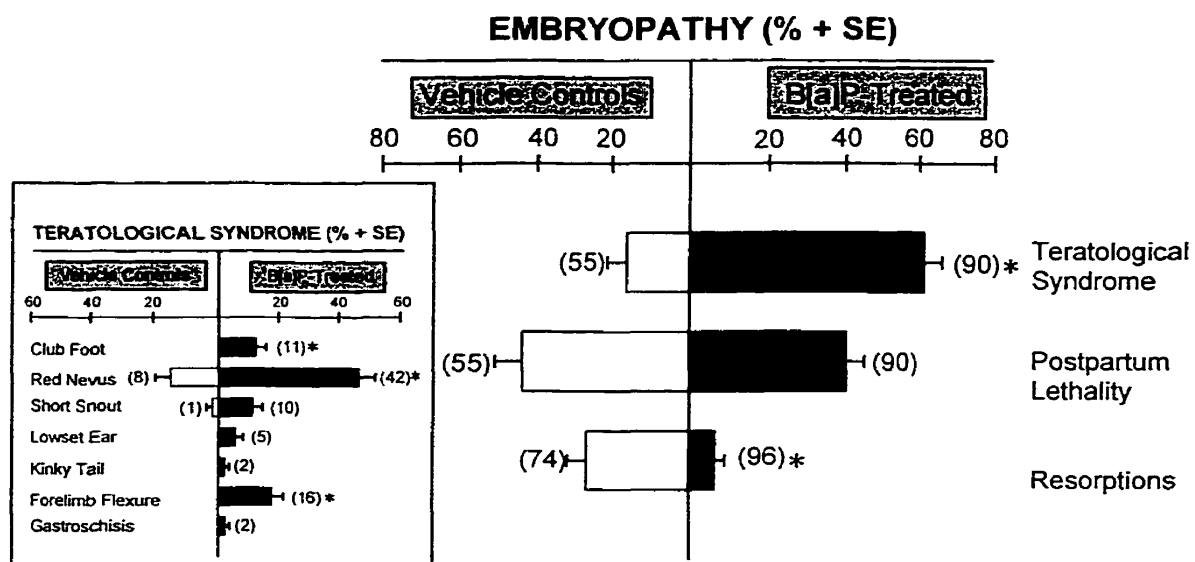 EMBRYOPATHY (% + SE)
Vehicle Controls B[a]P-Treated
80 60 40 20 20 40 60 80
(55) (90)* Teratological
Syndrome
(55) (90) Postpartum
Lethality
(74) (96)* Resorptions
TERATOLOGICAL SYNDROME (% + SE)
Vehicle Controls B[a]P-Treated
60 40 20 20 40 60
Club Foot (11)*
Red Nevus (8) (42)*
Short Snout (1) (10)
Lowset Ear (5)
Kinky Tail (2)
Forelimb Flexure (16)*
Gastroschisis (2)